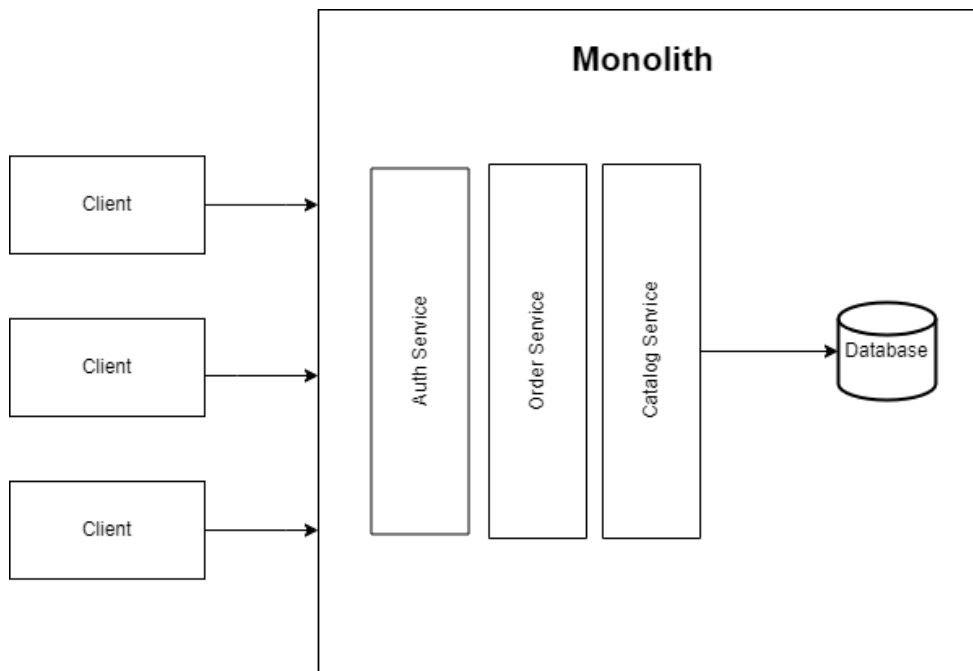 Monolith
Client
Client
Client
Auth Service
Order Service
Catalog Service
Database